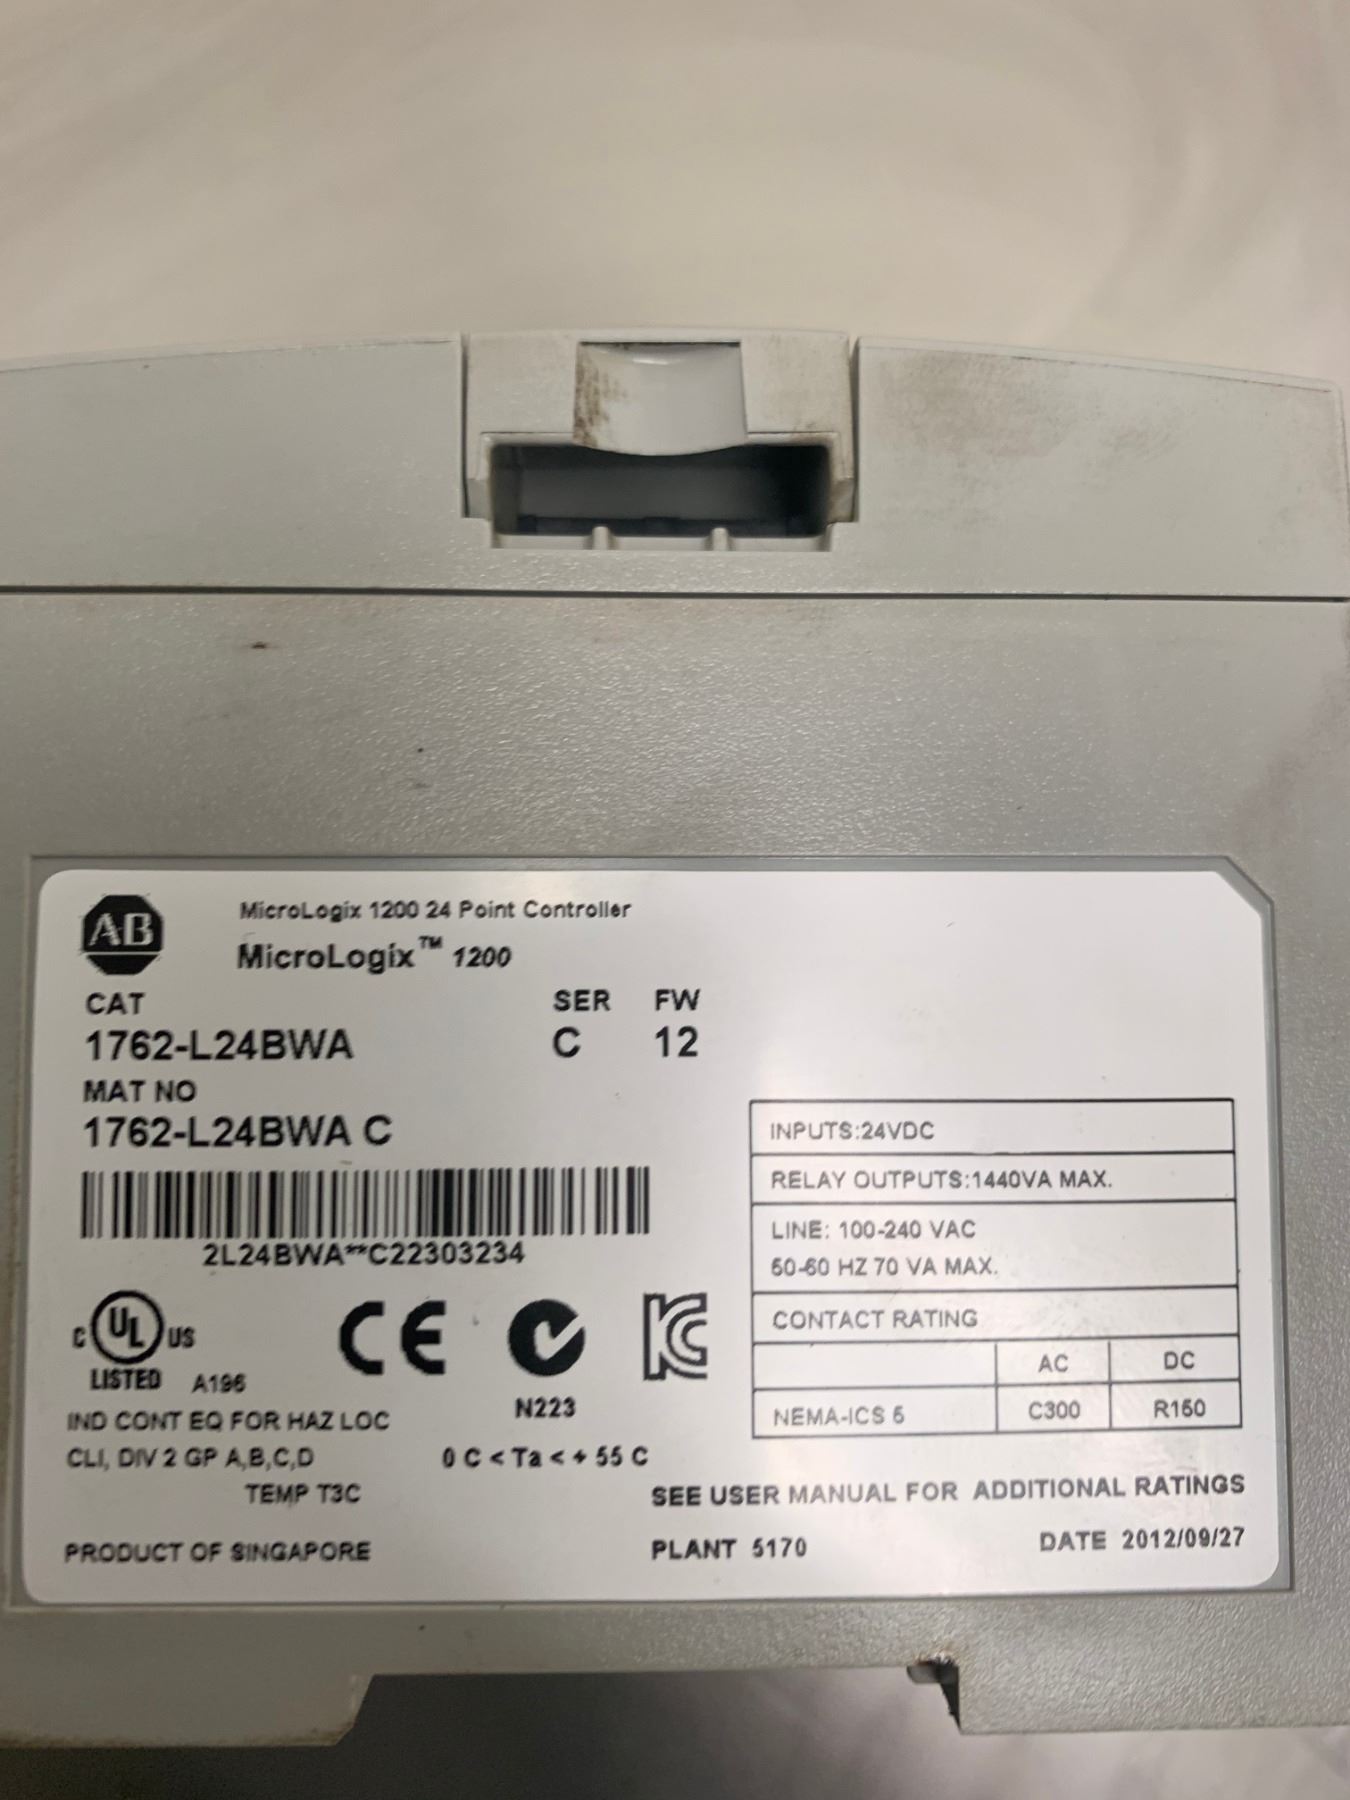 AB
MicroLogix 1200 24 Point Controller
MicroLogix™ 1200
CAT SER FW
1762-L24BWA C 12
MAT NO
1762-L24BWA C
2L24BWA**C22303234
C UL US
LISTED A196
CE
N223
IND CONT EQ FOR HAZ LOC
CLI, DIV 2 GP A,B,C,D
TEMP T3C
0 C < Ta < + 55 C
PRODUCT OF SINGAPORE
INPUTS:24VDC
RELAY OUTPUTS:1440VA MAX.
LINE: 100-240 VAC
50-60 HZ 70 VA MAX.
CONTACT RATING
AC DC
NEMA-ICS 5 C300 R150
SEE USER MANUAL FOR ADDITIONAL RATINGS
PLANT 5170 DATE 2012/09/27